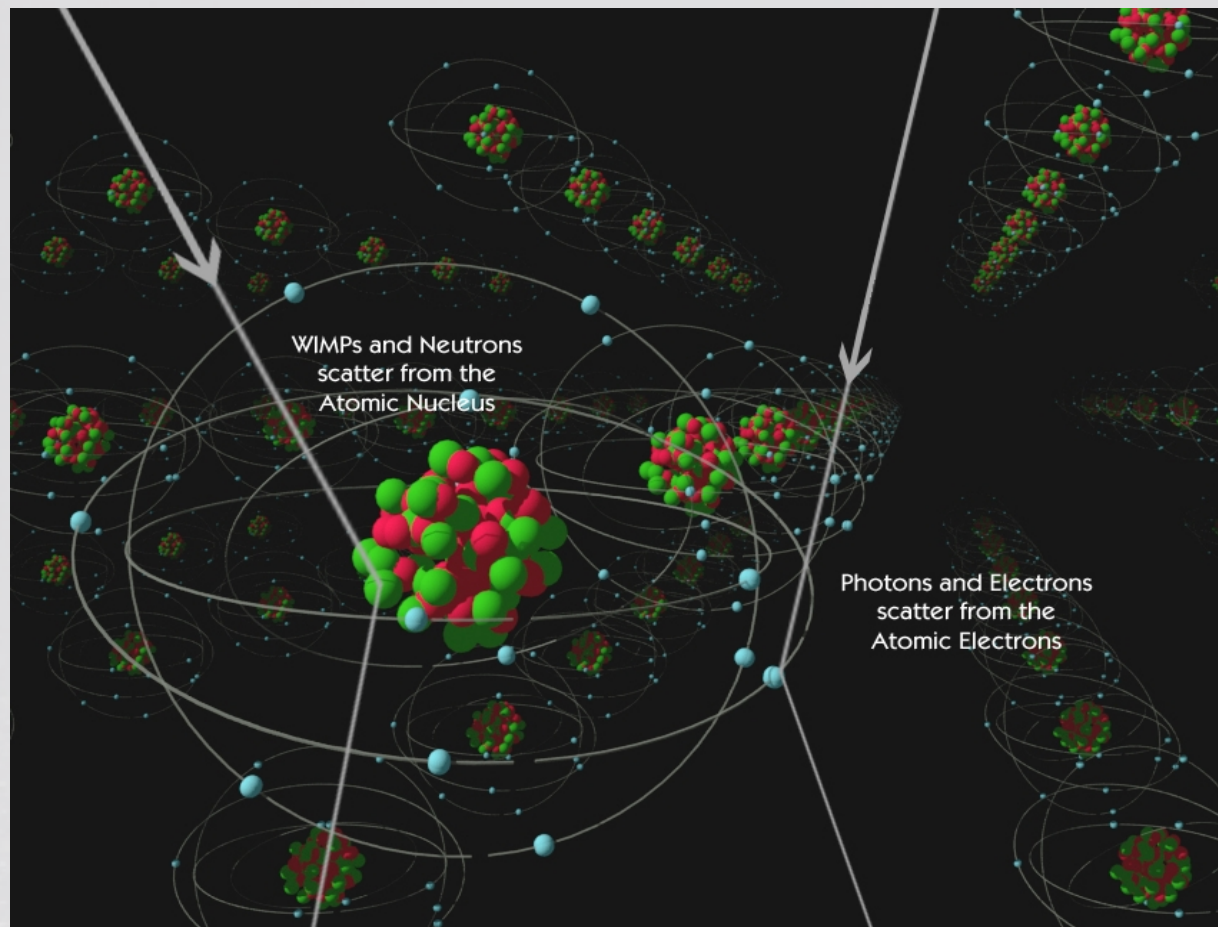 WIMPs and Neutrons
scatter from the
Atomic Nucleus
Photons and Electrons
scatter from the
Atomic Electrons